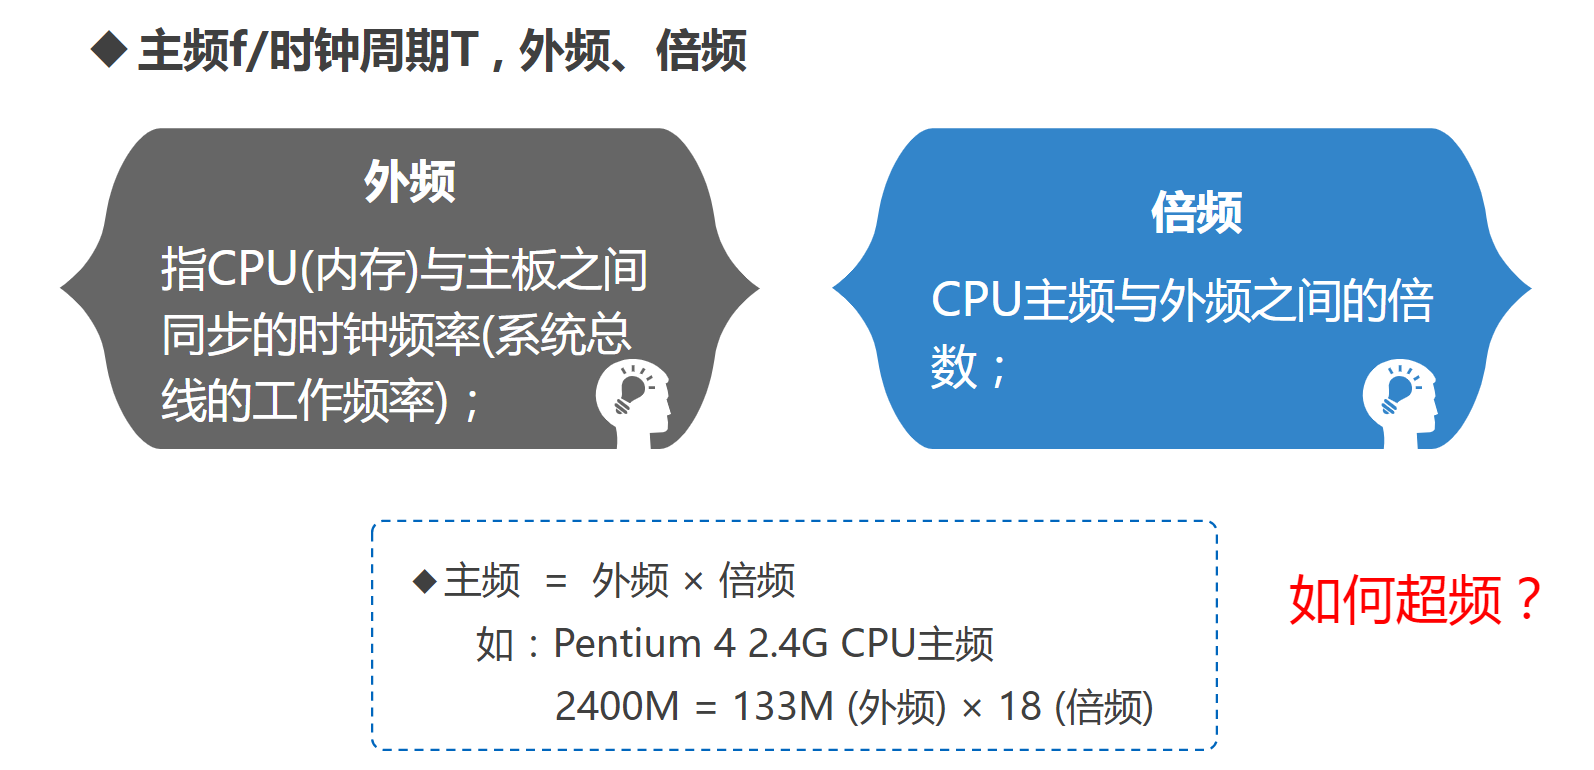 ◆ 主频f/时钟周期T，外频、倍频
外频
指CPU(内存)与主板之间
同步的时钟频率(系统总
线的工作频率)；
倍频
CPU主频与外频之间的倍
数；
◆主频 = 外频 × 倍频
如：Pentium 4 2.4G CPU主频
2400M = 133M (外频) × 18 (倍频)
如何超频？